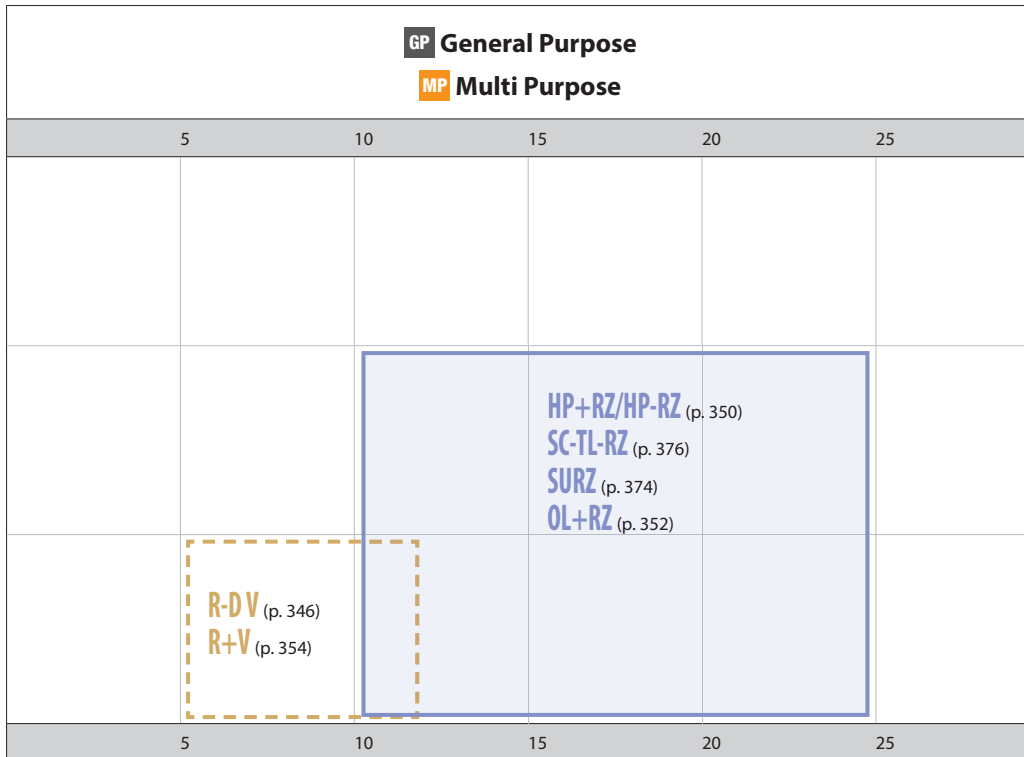 GP General Purpose
MP Multi Purpose
5 10 15 20 25
HP+RZ/HP-RZ (p. 350)
SC-TL-RZ (p. 376)
SURZ (p. 374)
OL+RZ (p. 352)
R-D V (p. 346)
R+V (p. 354)
5 10 15 20 25